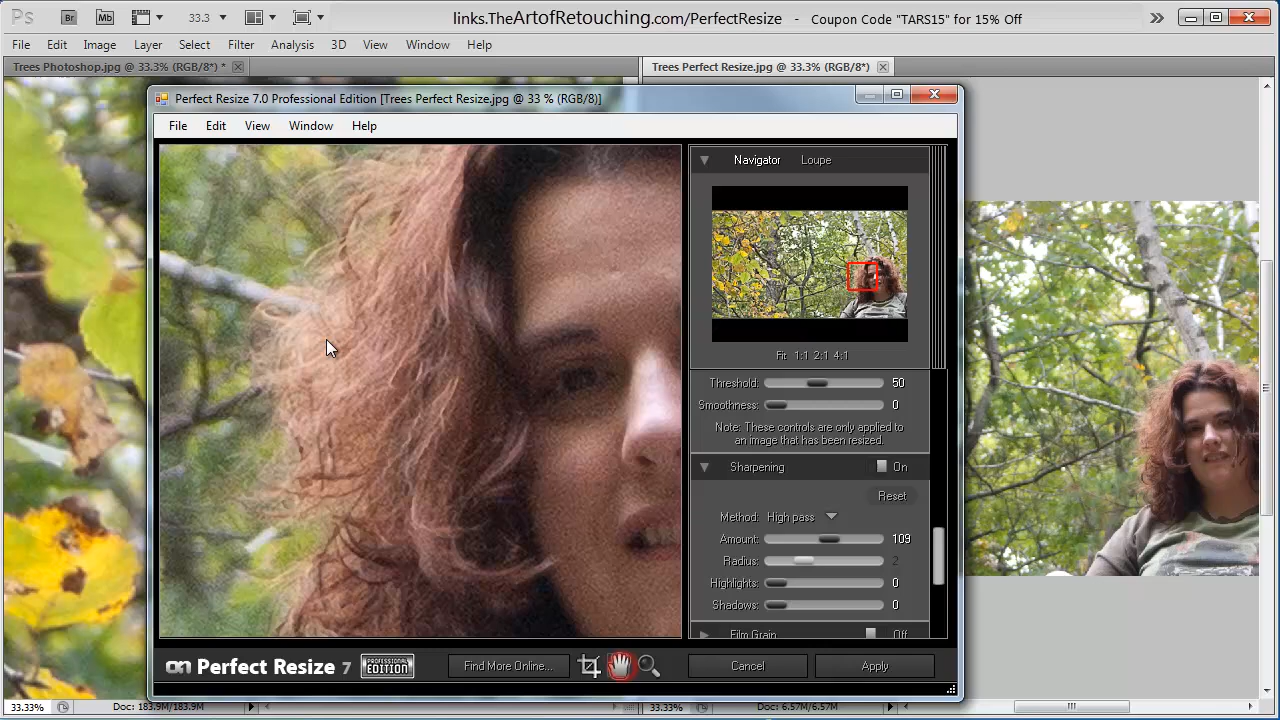 Ps Br Mb 33.3 links.TheArtofRetouching.com/PerfectResize - Coupon Code "TARS15" for 15% Off
File Edit Image Layer Select Filter Analysis 3D View Window Help
Trees Photoshop.jpg @ 33.3% (RGB/8*) *
Trees Perfect Resize.jpg @ 33.3% (RGB/8*)
Perfect Resize 7.0 Professional Edition [Trees Perfect Resize.jpg @ 33 % (RGB/8)]
File Edit View Window Help
Navigator Loupe
Fit 1:1 2:1 4:1
Threshold: 50
Smoothness: 0
Note: These controls are only applied to
an image that has been resized.
Sharpening On
Reset
Method: High pass
Amount: 109
Radius: 2
Highlights: 0
Shadows: 0
Film Grain Off
on Perfect Resize 7 PROFESSIONAL EDITION Find More Online... Cancel Apply
33.33% Doc: 183.9M/183.9M
33.33% Doc: 6.57M/6.57M